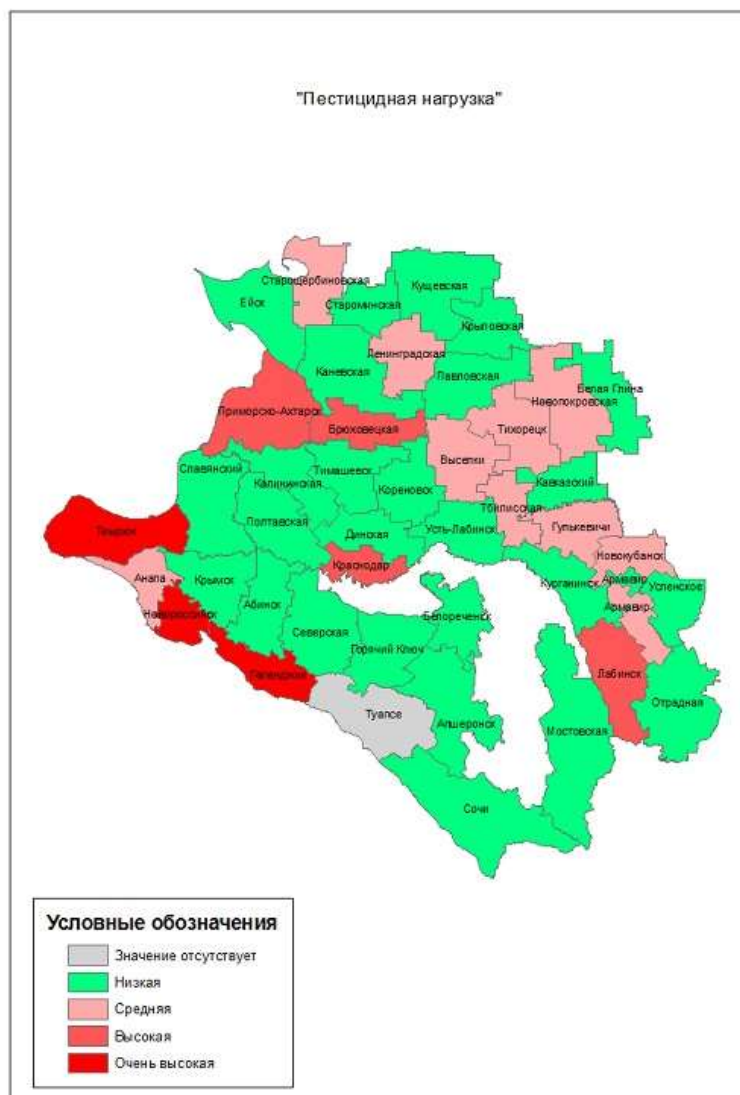 "Пестицидная нагрузка"
Старощербиновская
Кущевская
Ейск
Староминская
Крыловская
Ленинградская
Каневская
Павловская
Белая Глина
Новопокровская
Приморско-Ахтарск
Брюховецкая
Тихорецк
Выселки
Славянский
Тимашевск
Кавказский
Калининская
Кореновск
Тбилисская
Полтавская
Гулькевичи
Темрюк
Динская
Усть-Лабинск
Новокубанск
Краснодар
Анапа
Крымск
Курганинск
Армавир
Успенское
Абинск
Армавир
Новороссийск
Белореченск
Северская
Горячий Ключ
Лабинск
Геленджик
Отрадная
Туапсе
Апшеронск
Мостовская
Сочи
Условные обозначения
Значение отсутствует
Низкая
Средняя
Высокая
Очень высокая